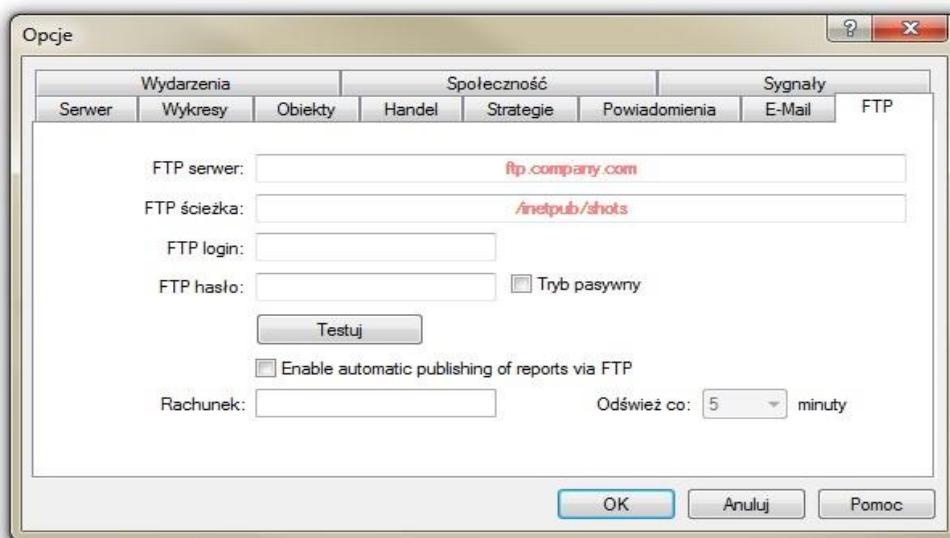 Opcje
Wydarzenia Społeczność Sygnały
Serwer Wykresy Obiekty Handel Strategie Powiadomienia E-Mail FTP
FTP serwer: ftp.company.com
FTP ścieżka: /inetpub/shots
FTP login:
FTP hasło: Tryb pasywny
Testuj
Enable automatic publishing of reports via FTP
Rachunek: Odśwież co: 5 minuty
OK Anuluj Pomoc